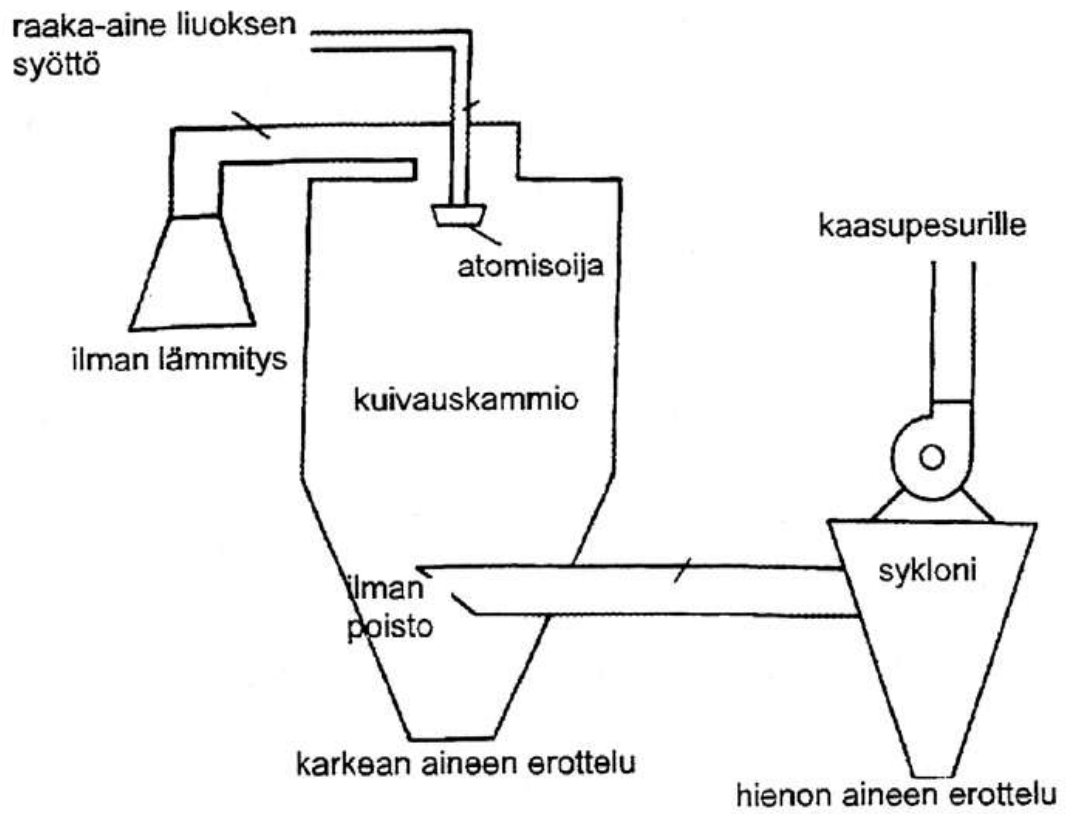 raaka-aine liuoksen
syöttö
atomisoija
kaasupesurille
ilman lämmitys
kuivauskammio
ilman
poisto
sykloni
karkean aineen erottelu
hienon aineen erottelu